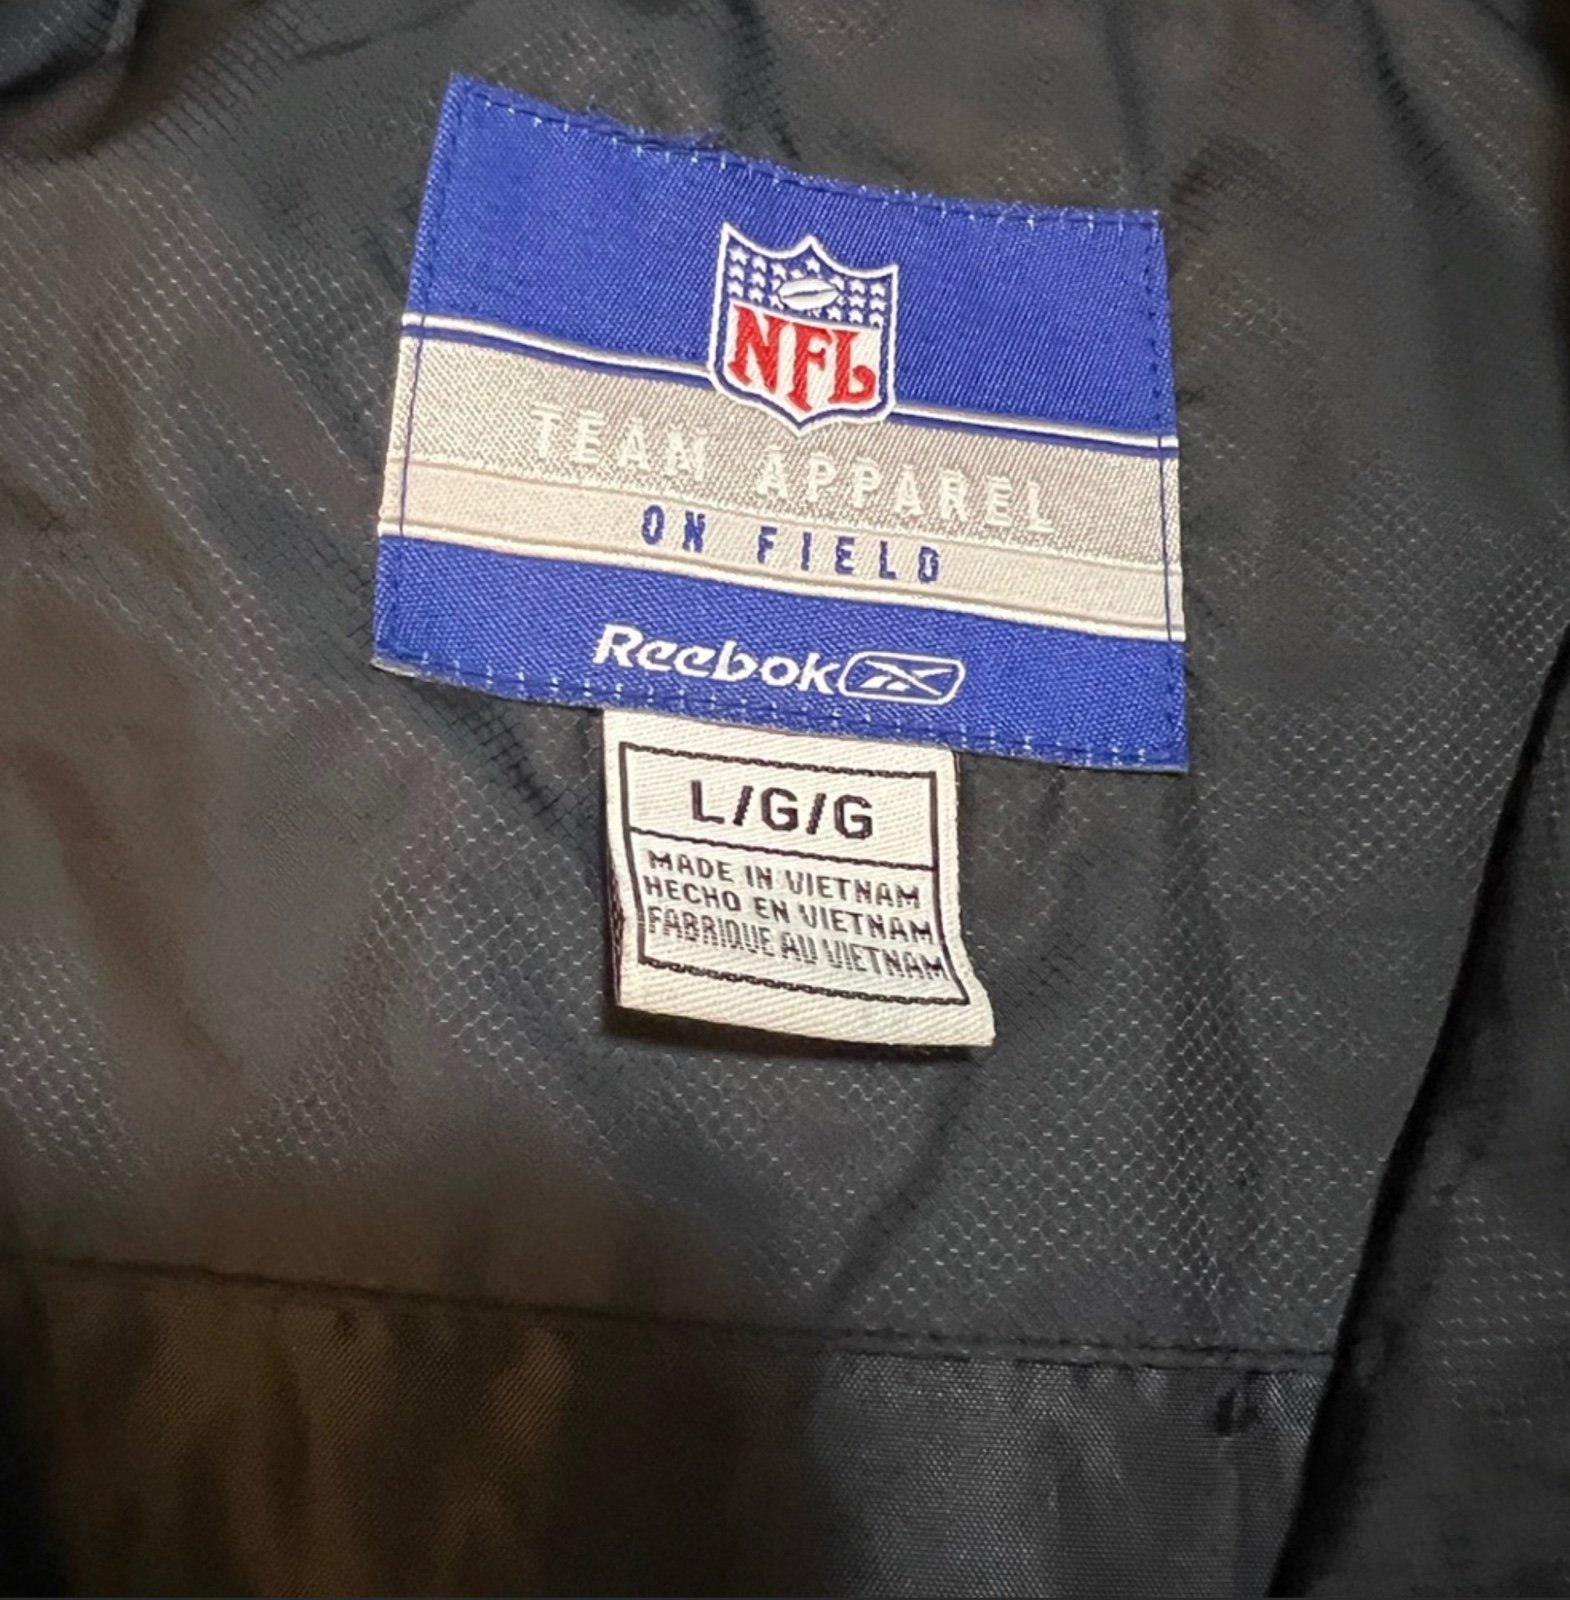 NFL
TEAM APPAREL
ON FIELD
Reebok
L/G/G
MADE IN VIETNAM
HECHO EN VIETNAM
FABRIQUE AU VIETNAM